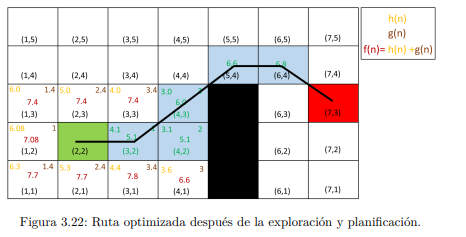 h(n)
g(n)
f(n)= h(n) +g(n)
(1,5) (2,5) (3,5) (4,5) (5,5) (6,5) (7,5)
6.6 6.8
(1,4) (2,4) (3,4) (4,4) (5,4) (6,4) (7,4)
6.0 1.4 5.0 2.4 4.0 3.4 3.0
7.4 7.4 7.4
(1,3) (2,3) (3,3) (4,3) (6,3) (7,3)
6.08 1 4.1 3.1 2
7.08 5.1 5.1
(1,2) (2,2) (3,2) (4,2) (6,2) (7,2)
6.3 1.4 5.3 2.4 4.4 3.4 3.6 3
7.7 7.7 7.8 6.6
(1,1) (2,1) (3,1) (4,1) (6,1) (7,1)
Figura 3.22: Ruta optimizada después de la exploración y planificación.